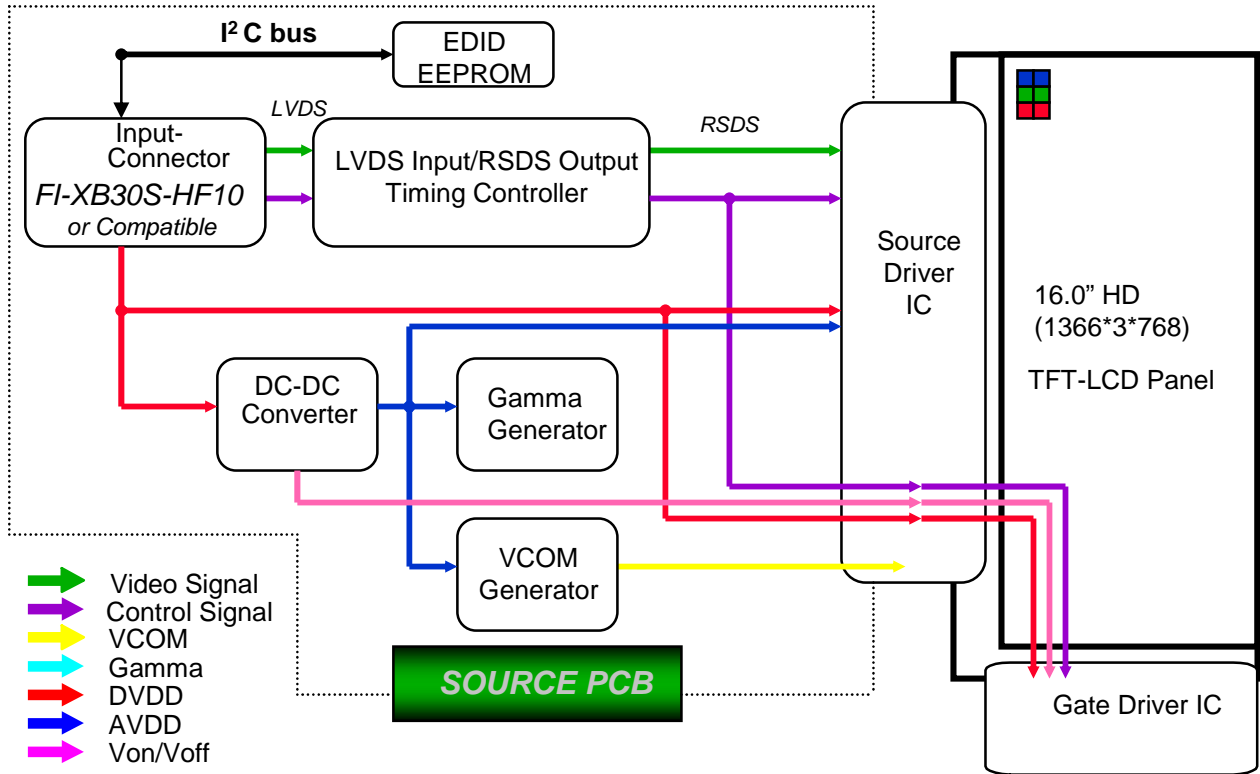 I² C bus
EDID
EEPROM
LVDS
RSDS
Input-
Connector
FI-XB30S-HF10
or Compatible
LVDS Input/RSDS Output
Timing Controller
Source
Driver
IC
16.0” HD
(1366*3*768)
TFT-LCD Panel
DC-DC
Converter
Gamma
Generator
VCOM
Generator
Video Signal
Control Signal
VCOM
Gamma
DVDD
AVDD
Von/Voff
SOURCE PCB
Gate Driver IC